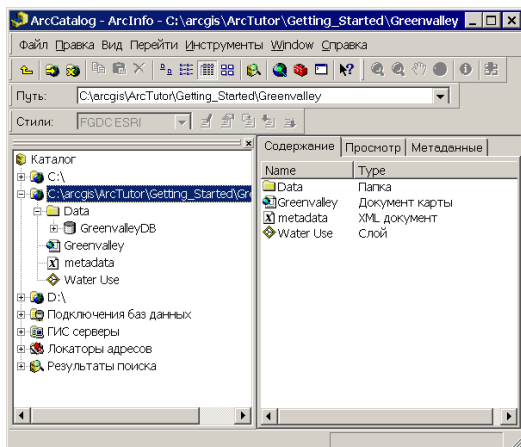 ArcCatalog - ArcInfo - C:\arcgis\ArcTutor\Getting_Started\Greenvalley
Файл Правка Вид Перейти Инструменты Window Справка
Путь: C:\arcgis\ArcTutor\Getting_Started\Greenvalley
Стили: FGDC ESRI
Каталог
C:\
C:\arcgis\ArcTutor\Getting_Started\Gre
Data
GreenvalleyDB
Greenvalley
metadata
Water Use
D:\
Подключения баз данных
ГИС серверы
Локаторы адресов
Результаты поиска
Содержание Просмотр Метаданные
Name Type
Data Папка
Greenvalley Документ карты
metadata XML документ
Water Use Слой